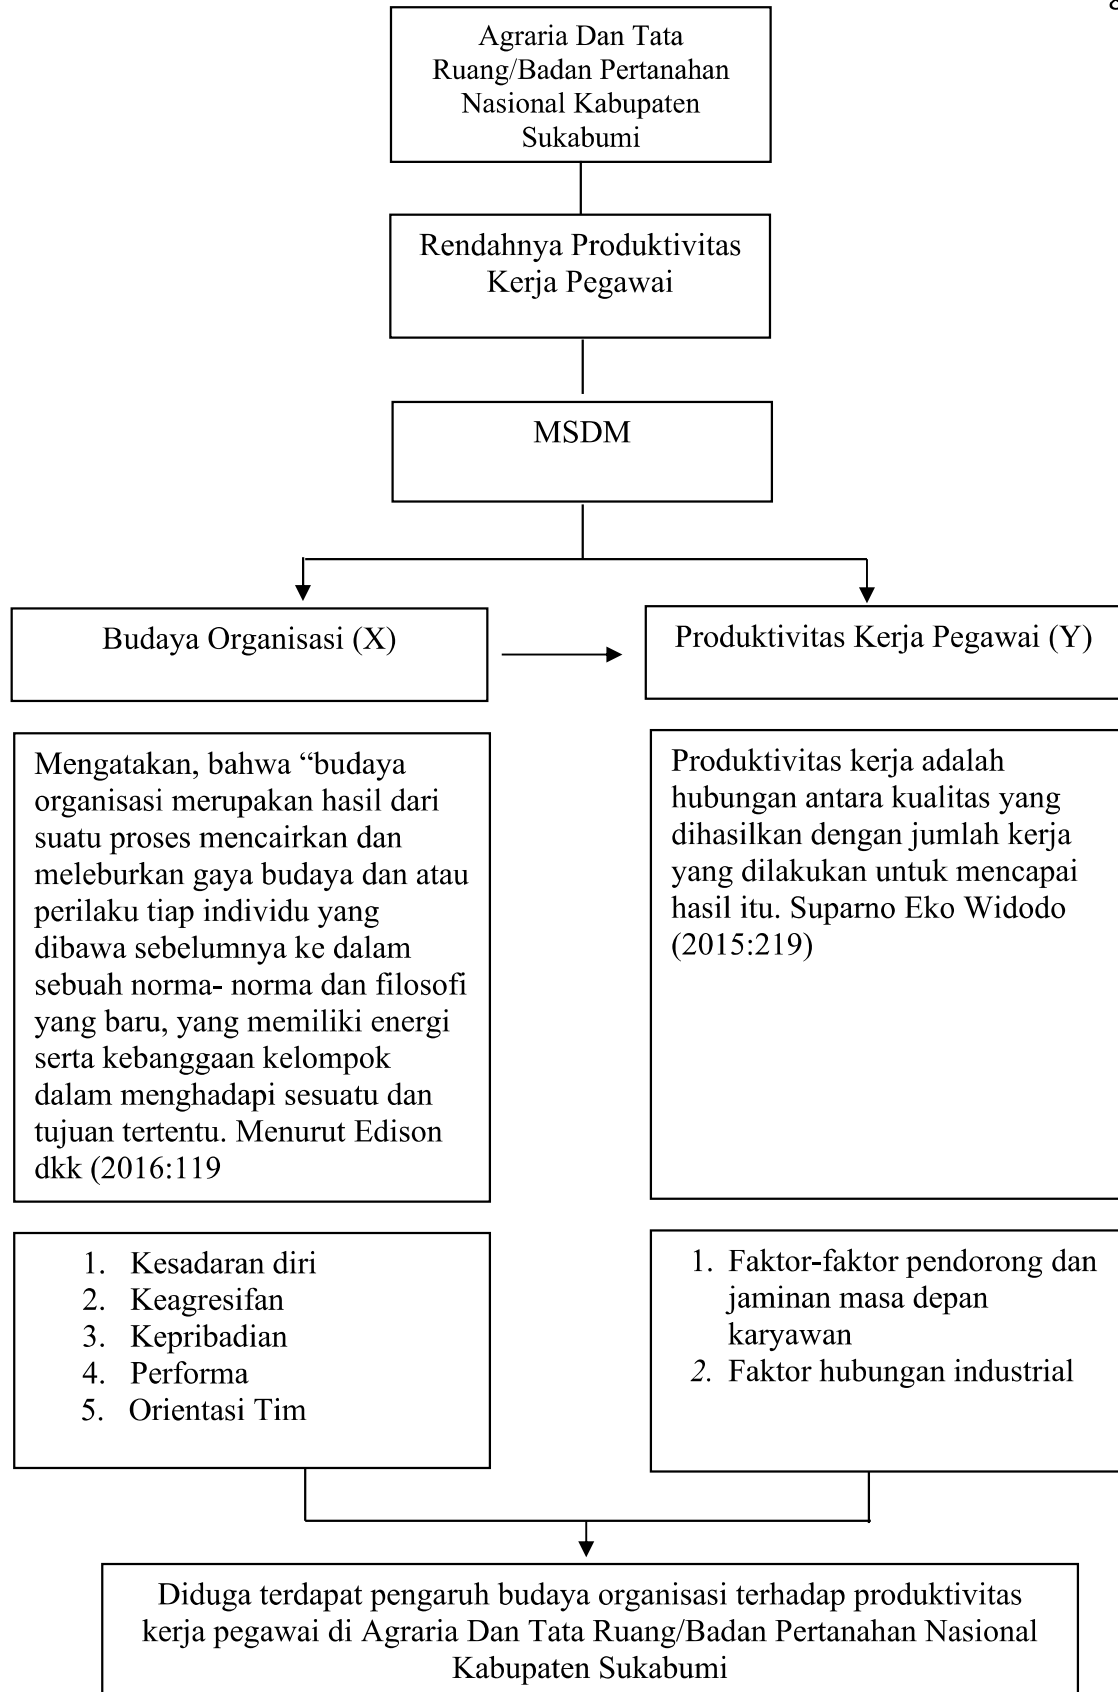 8
Agraria Dan Tata
Ruang/Badan Pertanahan
Nasional Kabupaten
Sukabumi
Rendahnya Produktivitas
Kerja Pegawai
MSDM
Budaya Organisasi (X)
Produktivitas Kerja Pegawai (Y)
Mengatakan, bahwa “budaya
organisasi merupakan hasil dari
suatu proses mencairkan dan
meleburkan gaya budaya dan atau
perilaku tiap individu yang
dibawa sebelumnya ke dalam
sebuah norma- norma dan filosofi
yang baru, yang memiliki energi
serta kebanggaan kelompok
dalam menghadapi sesuatu dan
tujuan tertentu. Menurut Edison
dkk (2016:119
Produktivitas kerja adalah
hubungan antara kualitas yang
dihasilkan dengan jumlah kerja
yang dilakukan untuk mencapai
hasil itu. Suparno Eko Widodo
(2015:219)
1. Kesadaran diri
2. Keagresifan
3. Kepribadian
4. Performa
5. Orientasi Tim
1. Faktor-faktor pendorong dan
jaminan masa depan
karyawan
2. Faktor hubungan industrial
Diduga terdapat pengaruh budaya organisasi terhadap produktivitas
kerja pegawai di Agraria Dan Tata Ruang/Badan Pertanahan Nasional
Kabupaten Sukabumi